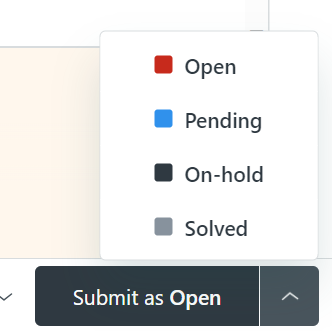 Open
Pending
On-hold
Solved
Submit as Open